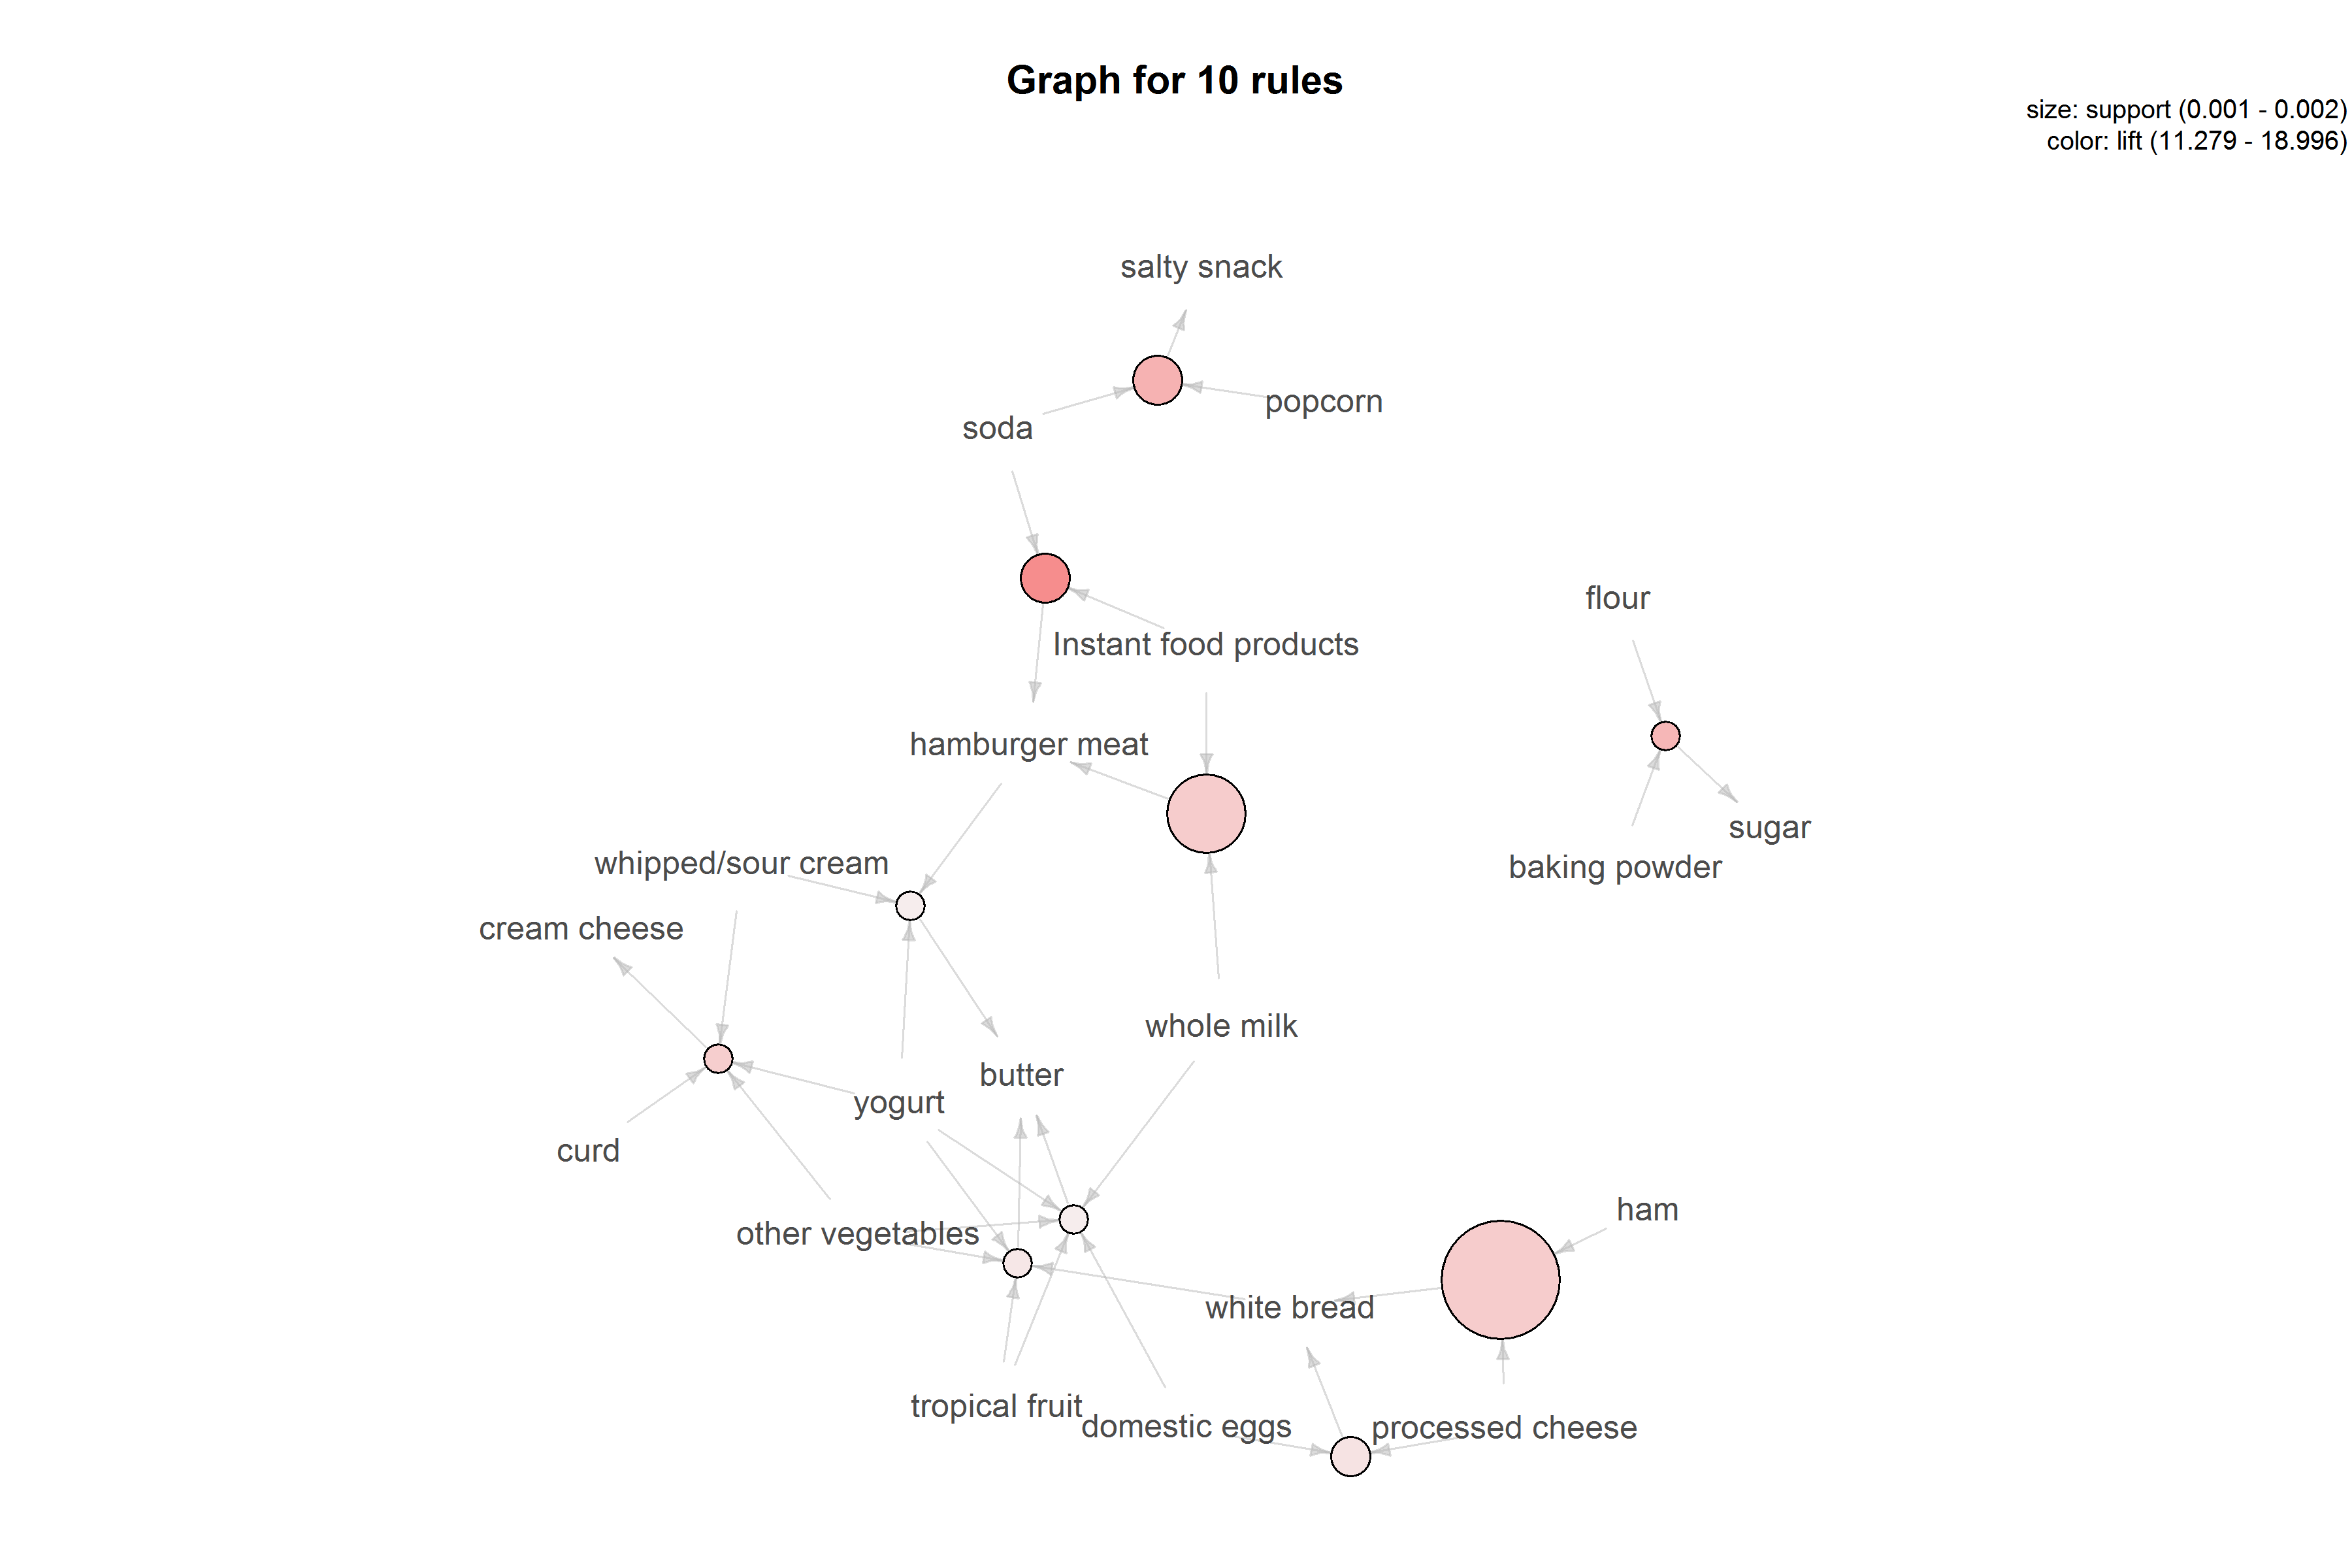 Graph for 10 rules
size: support (0.001 - 0.002)
color: lift (11.279 - 18.996)
salty snack
popcorn
soda
flour
Instant food products
hamburger meat
sugar
whipped/sour cream
baking powder
cream cheese
whole milk
butter
yogurt
curd
ham
other vegetables
white bread
tropical fruit
domestic eggs
processed cheese